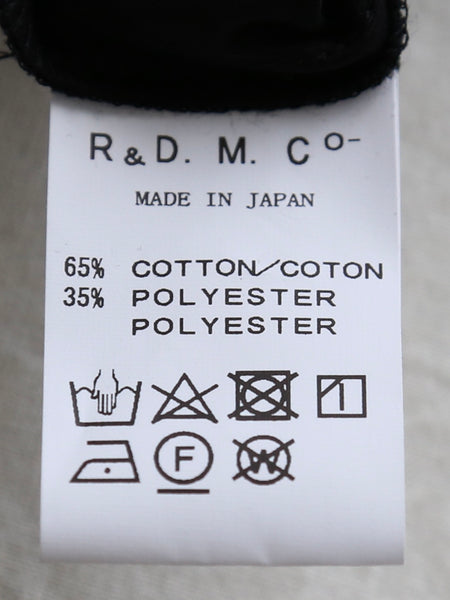 R & D. M. Co-
MADE IN JAPAN
65% COTTON/COTON
35% POLYESTER
POLYESTER
F
W